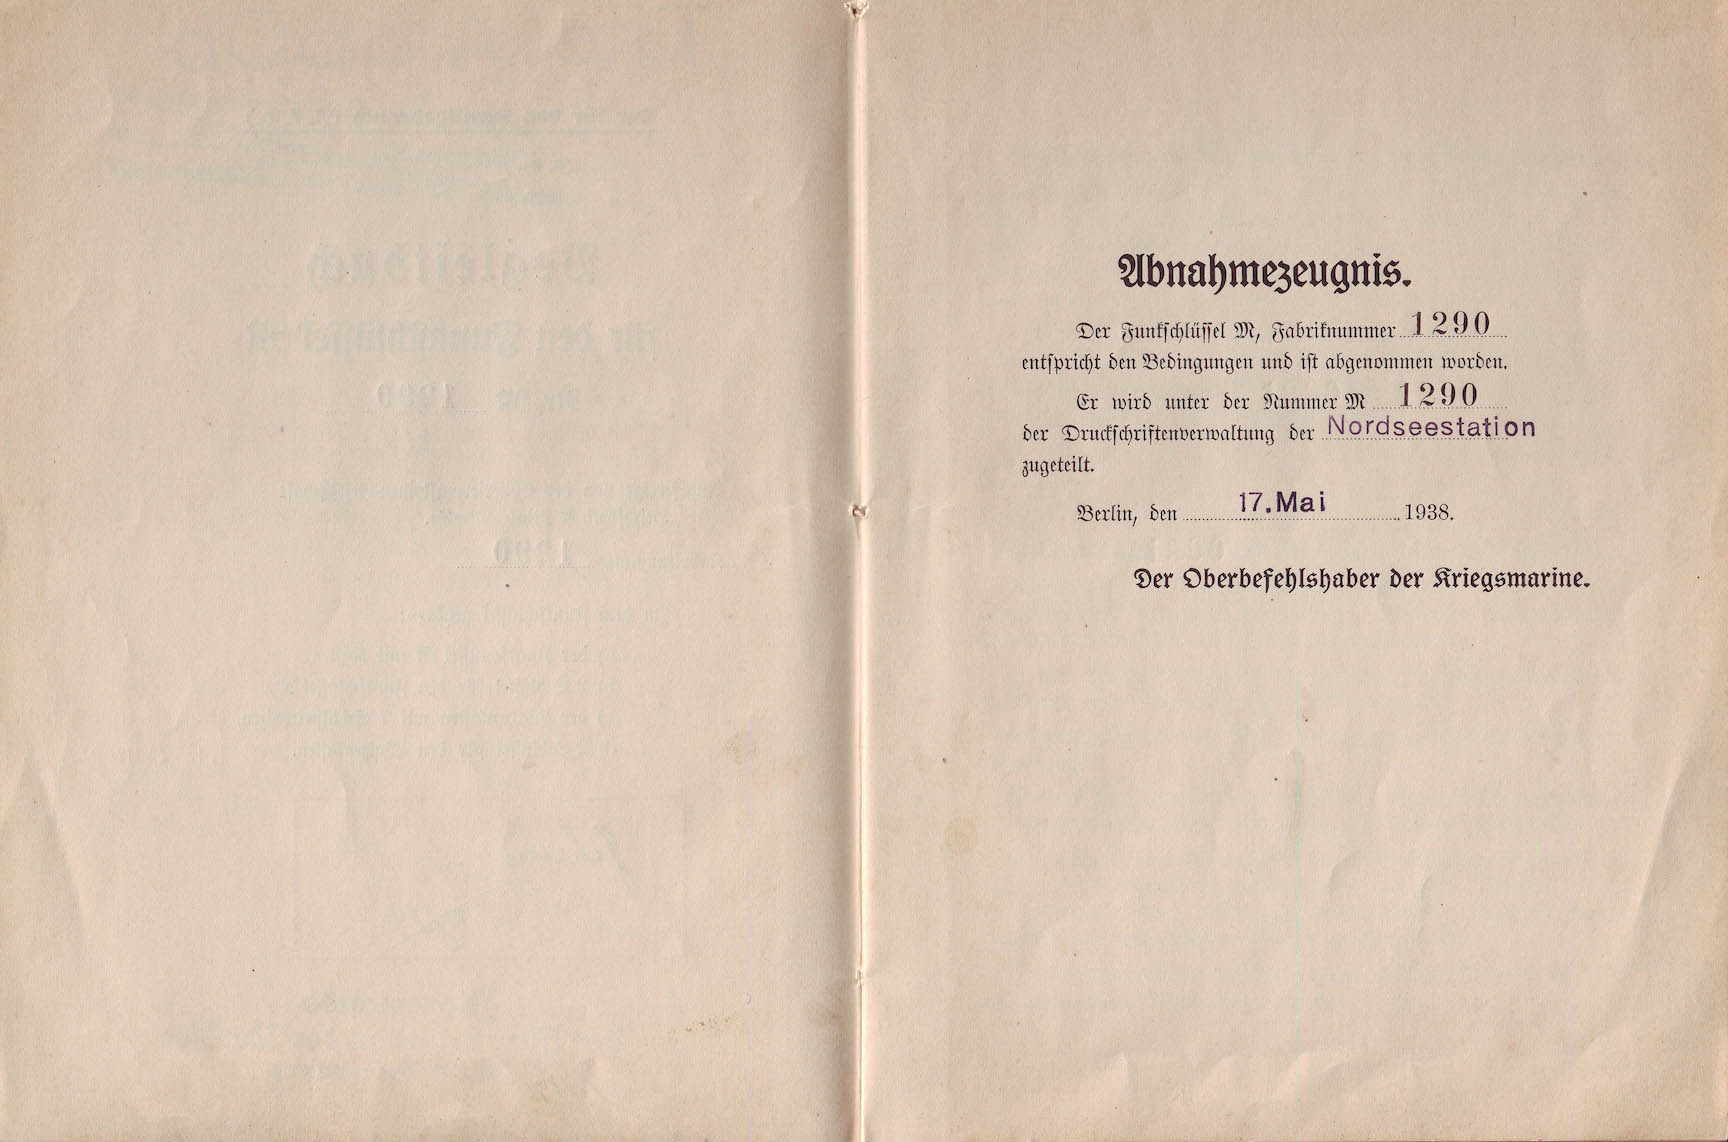 Abnahmezeugnis.
Der Funkschlüssel M, Fabriknummer 1290
entspricht den Bedingungen und ist abgenommen worden.
Er wird unter der Nummer M 1290
der Druckschriftenverwaltung der Nordseestation
zugeteilt.
Berlin, den 17. Mai 1938.
Der Oberbefehlshaber der Kriegsmarine.